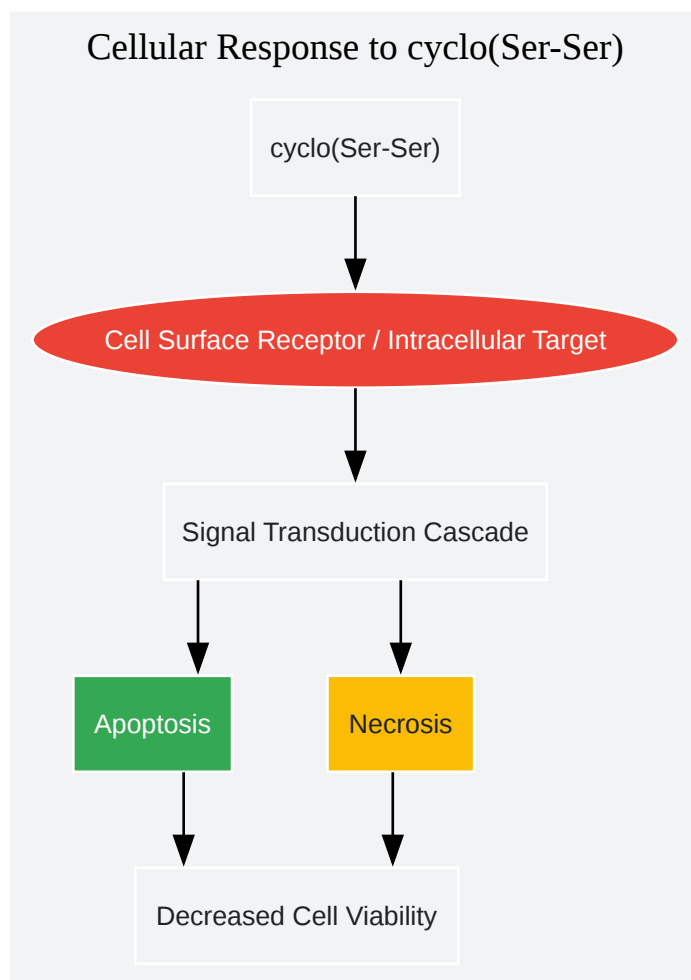 Cellular Response to cyclo(Ser-Ser)
cyclo(Ser-Ser)
Cell Surface Receptor / Intracellular Target
Signal Transduction Cascade
Apoptosis
Necrosis
Decreased Cell Viability